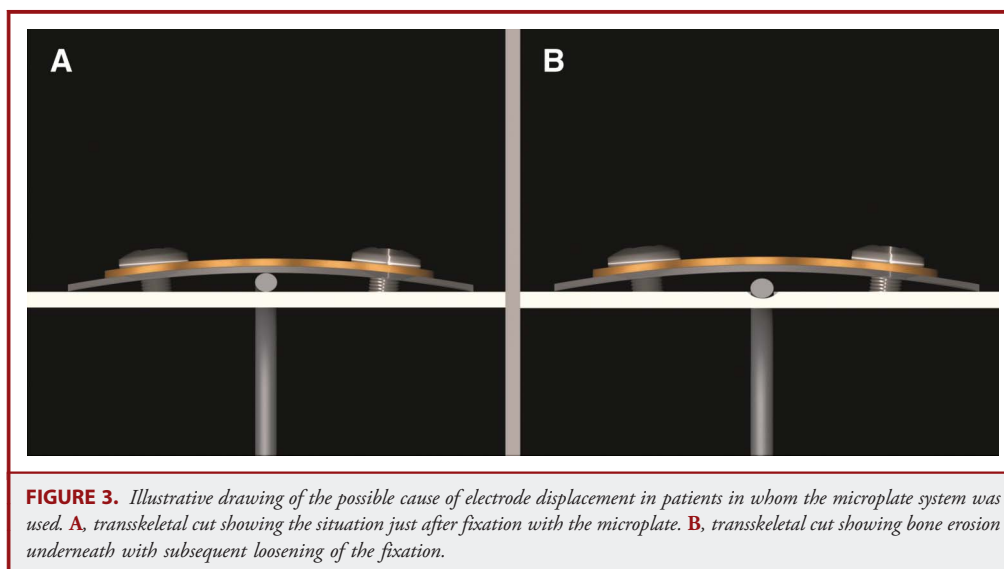 A
B
FIGURE 3. Illustrative drawing of the possible cause of electrode displacement in patients in whom the microplate system was
used. A, transskeletal cut showing the situation just after fixation with the microplate. B, transskeletal cut showing bone erosion
underneath with subsequent loosening of the fixation.